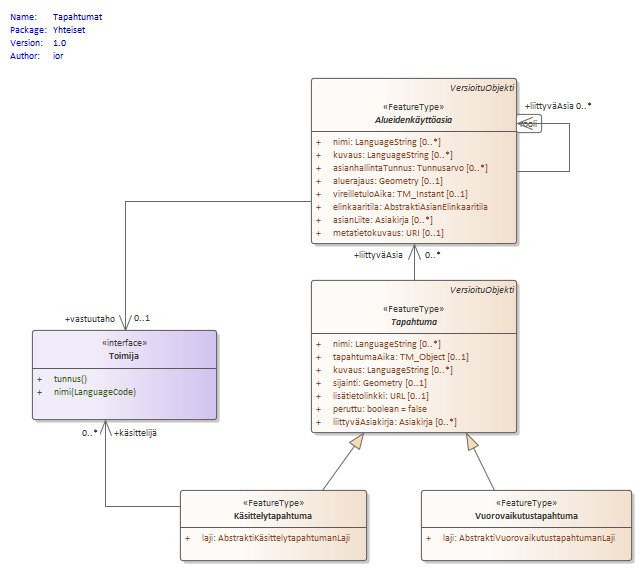 Name: Tapahtumat
Package: Yhteiset
Version: 1.0
Author: ior
VersioituObjekti
«FeatureType»
Alueidenkäyttöasia
+ nimi: LanguageString [0..*]
+ kuvaus: LanguageString [0..*]
+ asianhallintaTunnus: Tunnusarvo [0..*]
+ aluerajaus: Geometry [0..1]
+ vireilletuloAika: TM_Instant [0..1]
+ elinkaaritila: AbstraktiAsianElinkaaritila
+ asianLiite: Asiakirja [0..*]
+ metatietokuvaus: URI [0..1]
+liittyväAsia 0..*
rooli
+liittyväAsia 0..*
VersioituObjekti
«FeatureType»
Tapahtuma
+ nimi: LanguageString [0..*]
+ tapahtumaAika: TM_Object [0..1]
+ kuvaus: LanguageString [0..*]
+ sijainti: Geometry [0..1]
+ lisätietolinkki: URL [0..1]
+ peruttu: boolean = false
+ liittyväAsiakirja: Asiakirja [0..*]
+vastuutaho 0..1
«interface»
Toimija
+ tunnus()
+ nimi(LanguageCode)
0..* +käsittelijä
«FeatureType»
Käsittelytapahtuma
+ laji: AbstraktiKäsittelytapahtumanLaji
«FeatureType»
Vuorovaikutustapahtuma
+ laji: AbstraktiVuorovaikutustapahtumanLaji